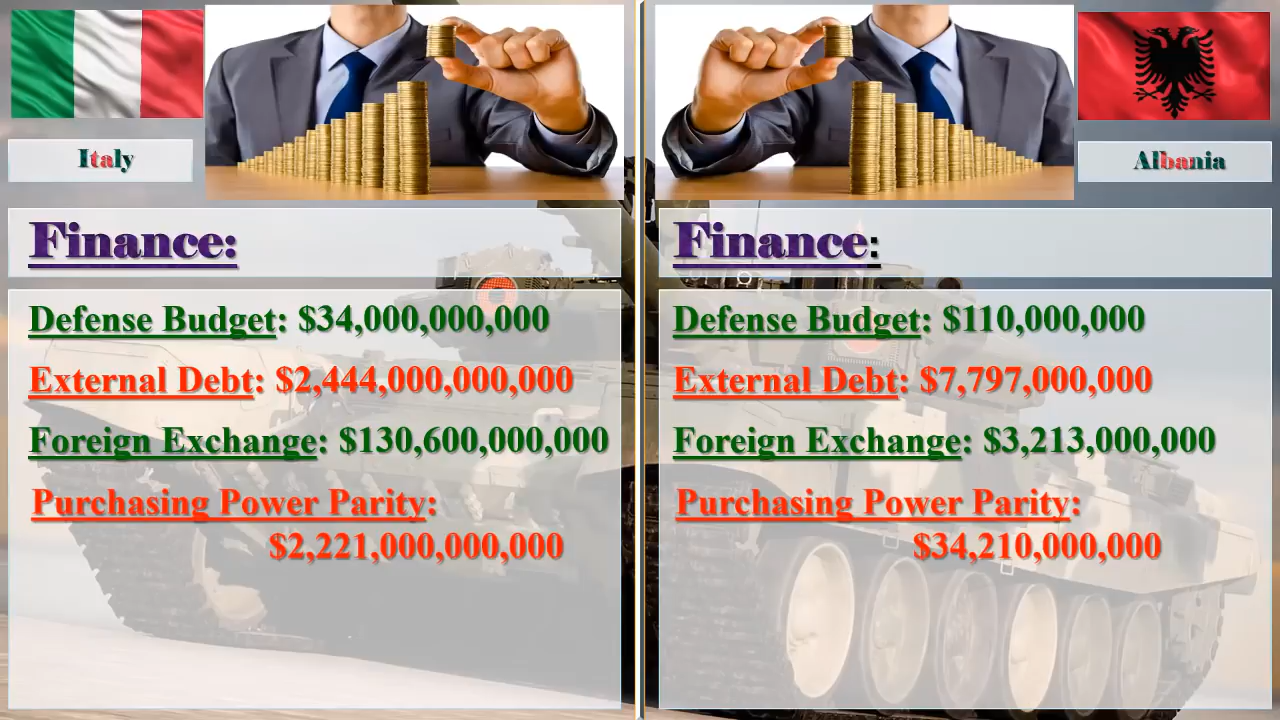 Italy
Finance:
Defense Budget: $34,000,000,000
External Debt: $2,444,000,000,000
Foreign Exchange: $130,600,000,000
Purchasing Power Parity:
$2,221,000,000,000
Albania
Finance:
Defense Budget: $110,000,000
External Debt: $7,797,000,000
Foreign Exchange: $3,213,000,000
Purchasing Power Parity:
$34,210,000,000